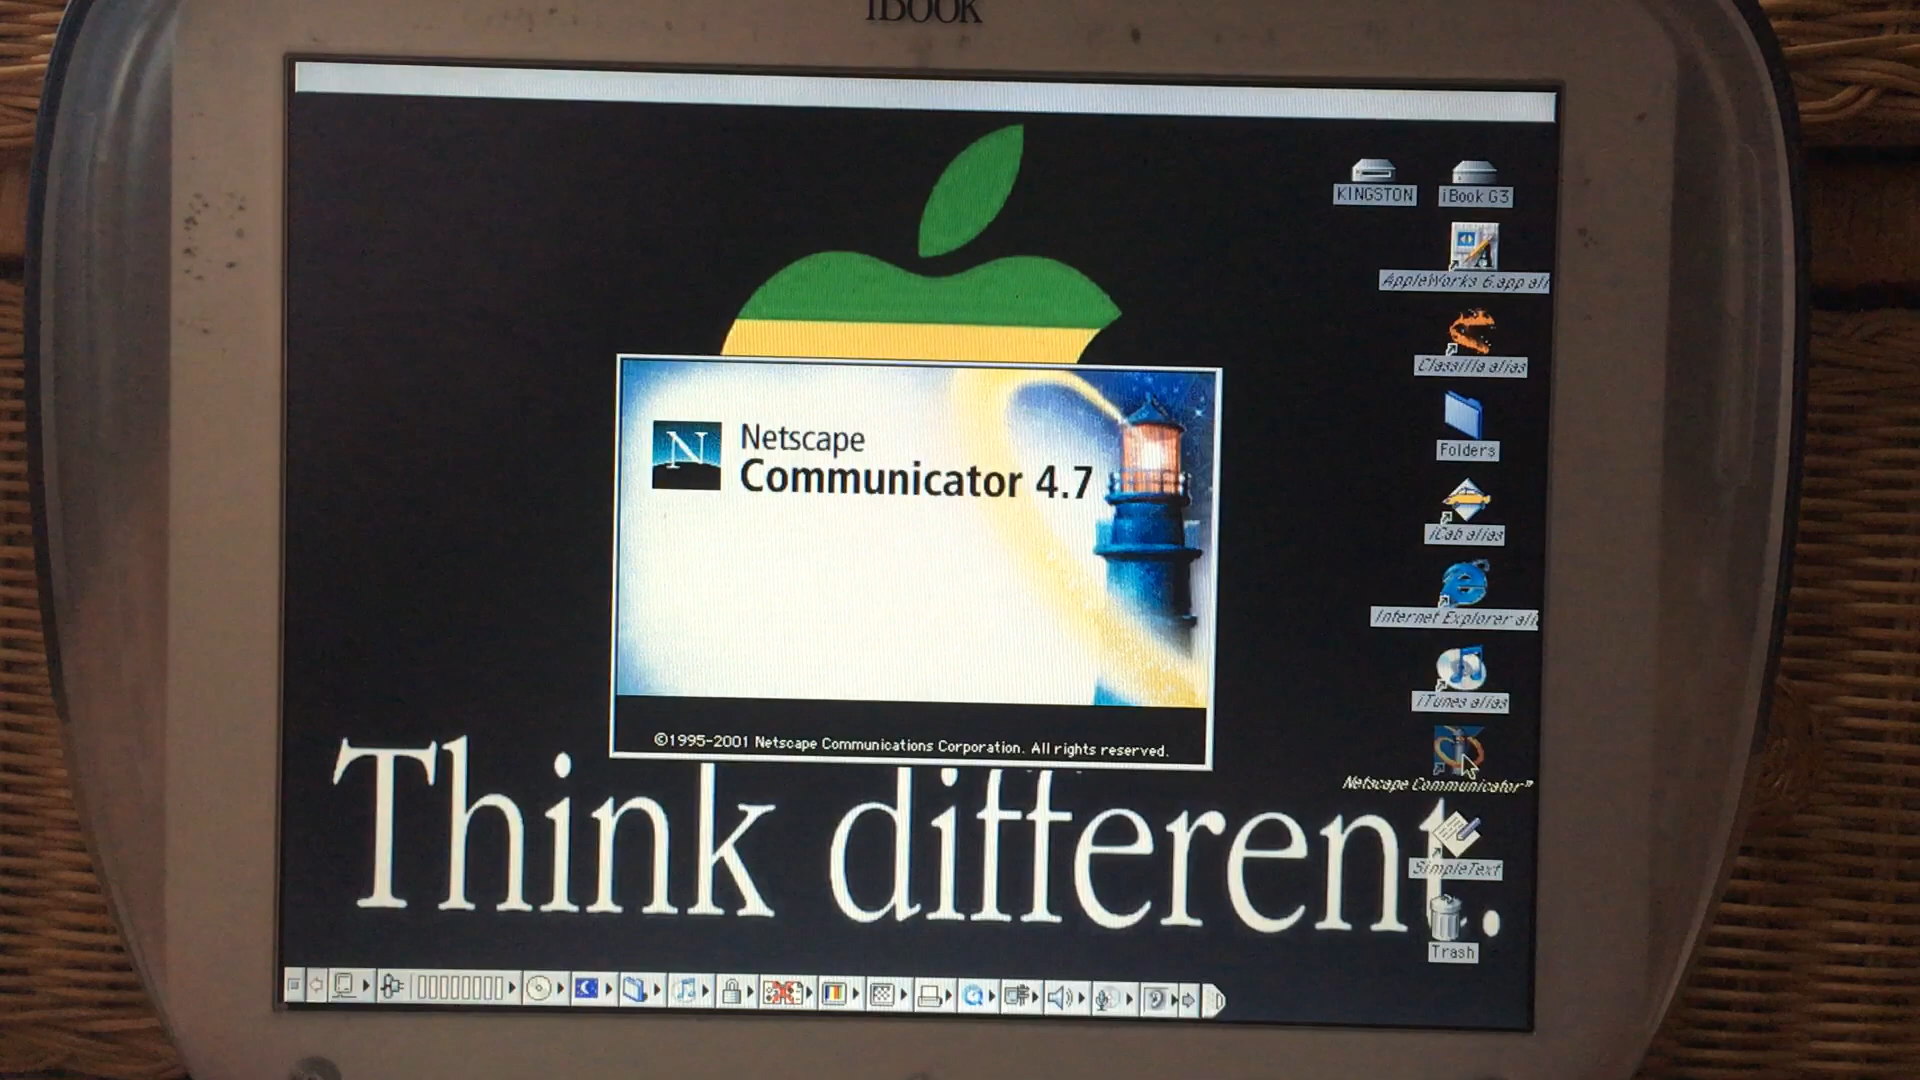 iBOOK
KINGSTON
iBook G3
AppleWorks 6.app ali
Classilla alias
Folders
iCab alias
Internet Explorer ali
iTunes alias
Netscape Communicator™
SimpleText
Trash
N
Netscape
Communicator 4.7
©1995-2001 Netscape Communications Corporation. All rights reserved.
Think different.